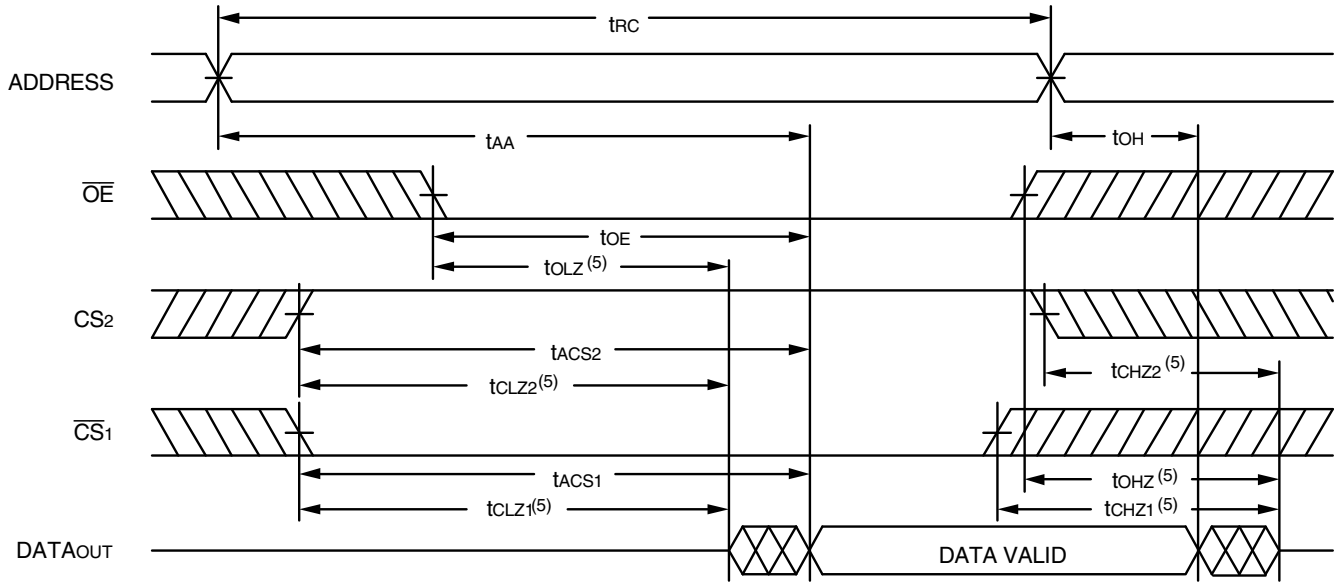 tRC
ADDRESS
tAA
tOH
OE
tOE
tOLZ (5)
CS2
tACS2
tCLZ2(5)
tCHZ2(5)
CS1
tACS1
tOHZ(5)
tCLZ1(5)
tCHZ1(5)
DATAOUT
DATA VALID